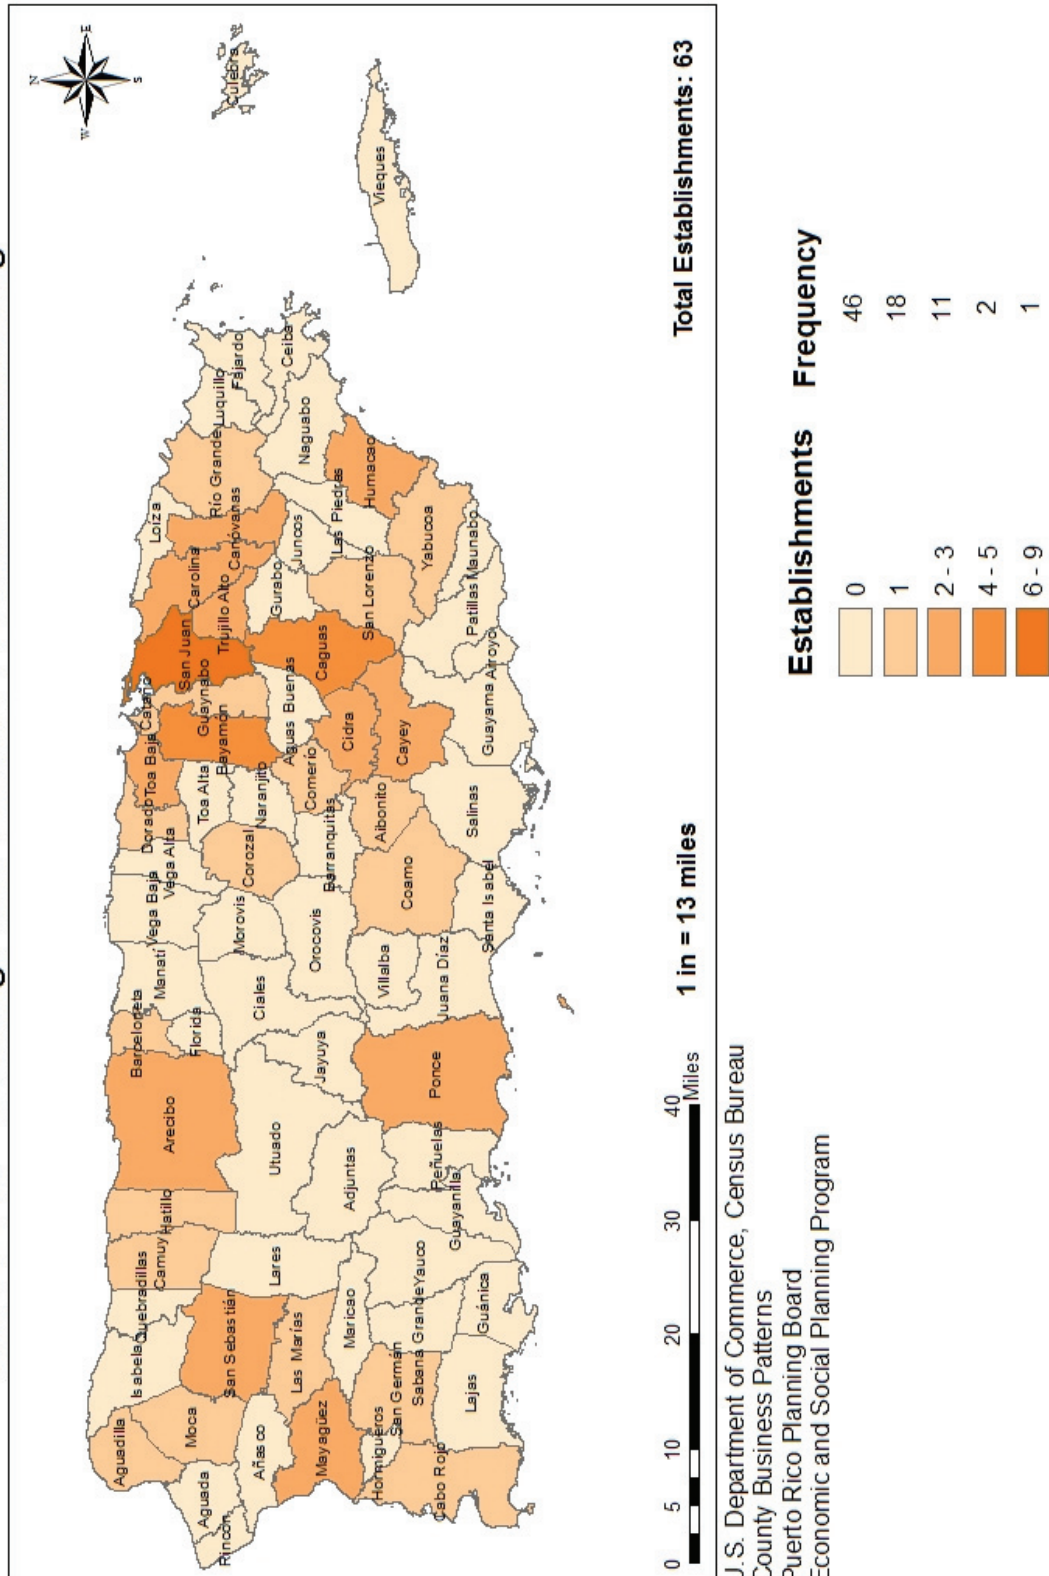 N
E
S
W
Culebra
Vieques
Fajardo
Ceiba
Luquillo
Naguabo
Río Grande
Humacao
Las Piedras
Loiza
Canóvanas
Juncos
Yabucoa
Maunabo
Carolina
Trujillo Alto
Gurabo
San Lorenzo
Patillas
San Juan
Caguas
Arroyo
Guaynabo
Aguas Buenas
Guayama
Cataño
Bayamón
Cidra
Cayey
Toa Baja
Toa Alta
Naranjito
Comerío
Aibonito
Salinas
Dorado
Vega Alta
Corozal
Barranquitas
Coamo
Santa Isabel
Vega Baja
Morovis
Orocovis
Villalba
Juana Díaz
Manatí
Ciales
Barceloneta
Florida
Jayuya
Ponce
Arecibo
Utuado
Adjuntas
Peñuelas
Hatillo
Guayanilla
Camuy
Lares
Yauco
Quebradillas
San Sebastián
Maricao
Guánica
Isabela
Las Marías
Sabana Grande
San Germán
Lajas
Aguadilla
Moca
Mayagüez
Hormigueros
Cabo Rojo
Añasco
Aguada
Rincón
0 5 10 20 30 40
Miles
1 in = 13 miles
Total Establishments: 63
U.S. Department of Commerce, Census Bureau
County Business Patterns
Puerto Rico Planning Board
Economic and Social Planning Program
Establishments Frequency
0 46
1 18
2 - 3 11
4 - 5 2
6 - 9 1